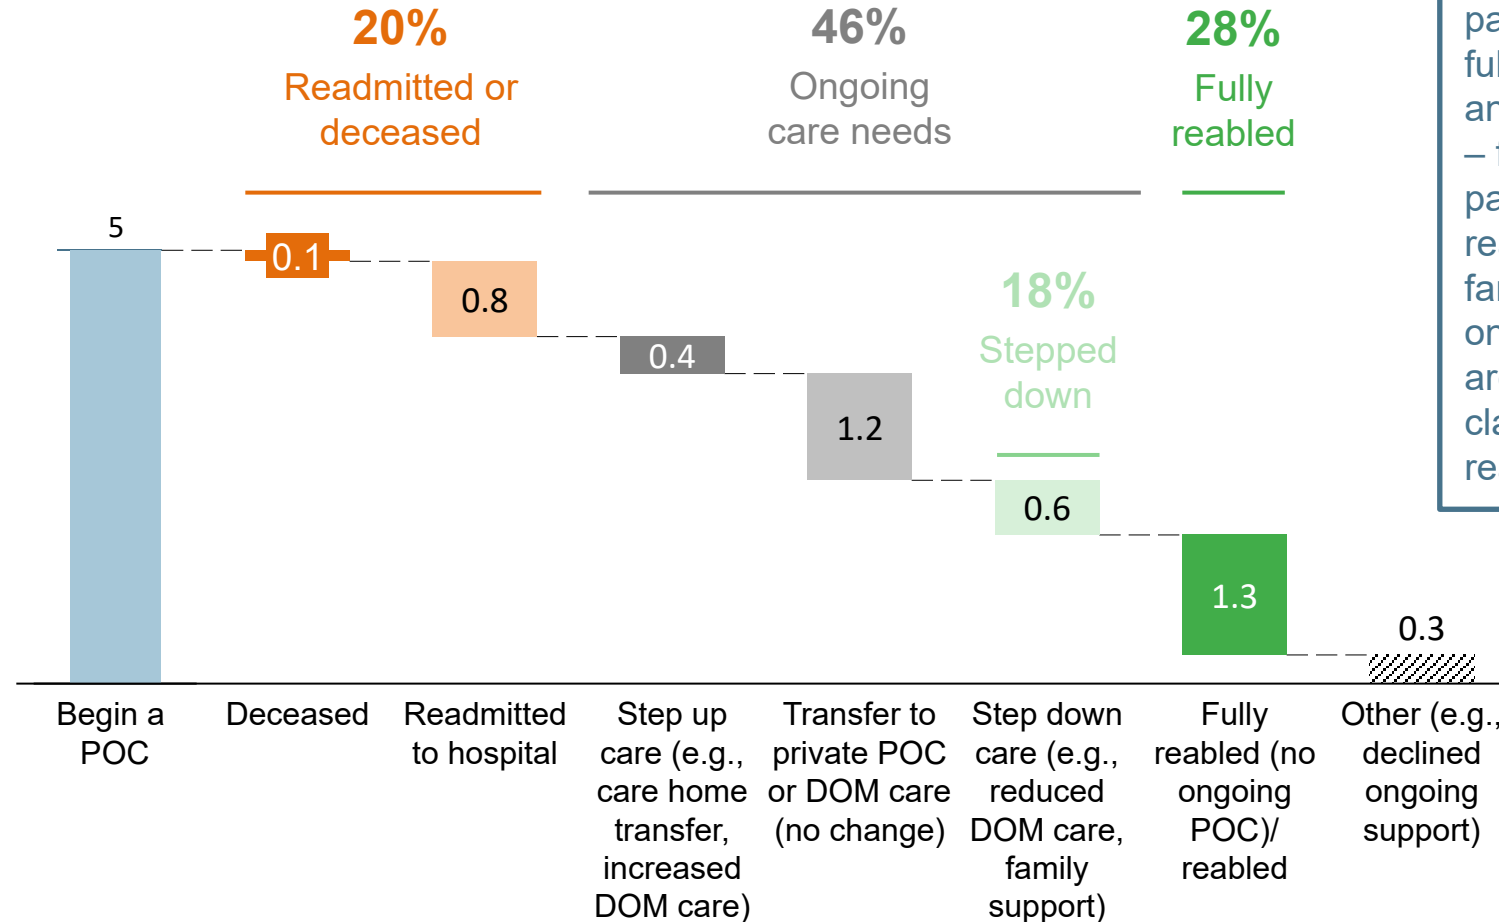 20%
Readmitted or
deceased
46%
Ongoing
care needs
28%
Fully
reabled
5
0.1
0.8
0.4
1.2
18%
Stepped
down
0.6
1.3
0.3
Begin a
POC
Deceased
Readmitted
to hospital
Step up
care (e.g.,
care home
transfer,
increased
DOM care)
Transfer to
private POC
or DOM care
(no change)
Step down
care (e.g.,
reduced
DOM care,
family
support)
Fully
reabled (no
ongoing
POC)/
reabled
Other (e.g.,
declined
ongoing
support)